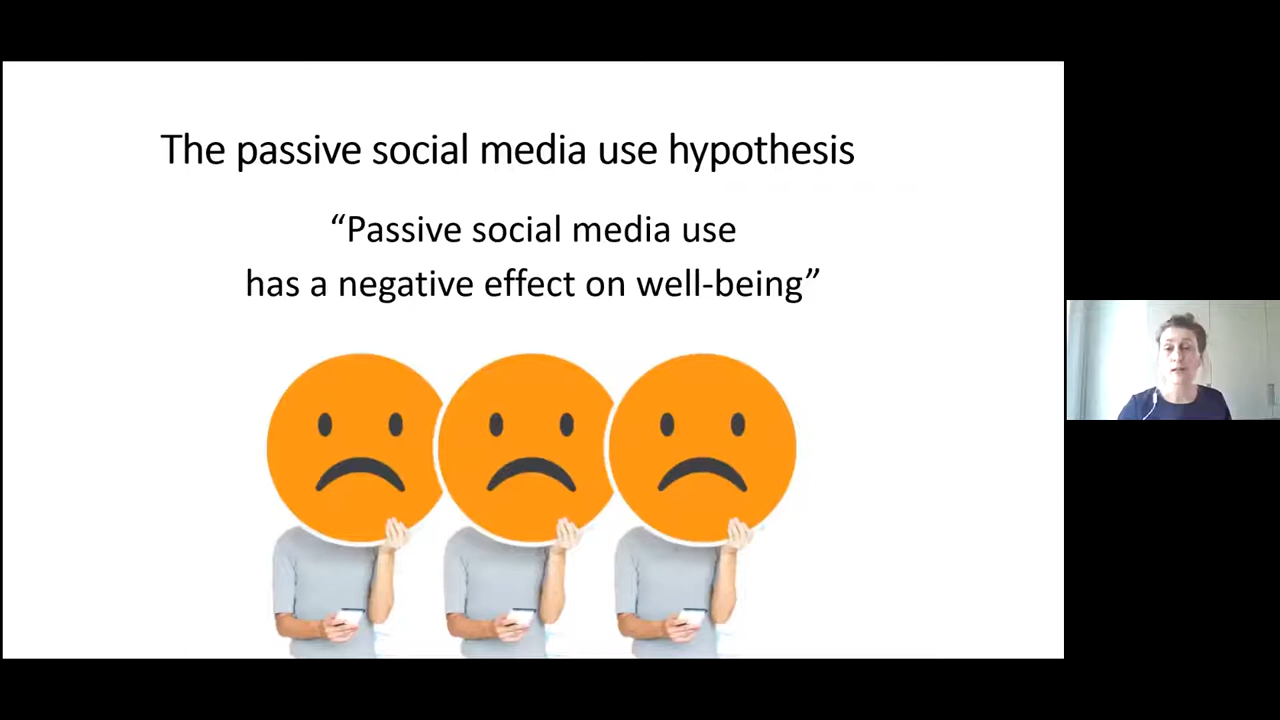 The passive social media use hypothesis
“Passive social media use
has a negative effect on well-being”